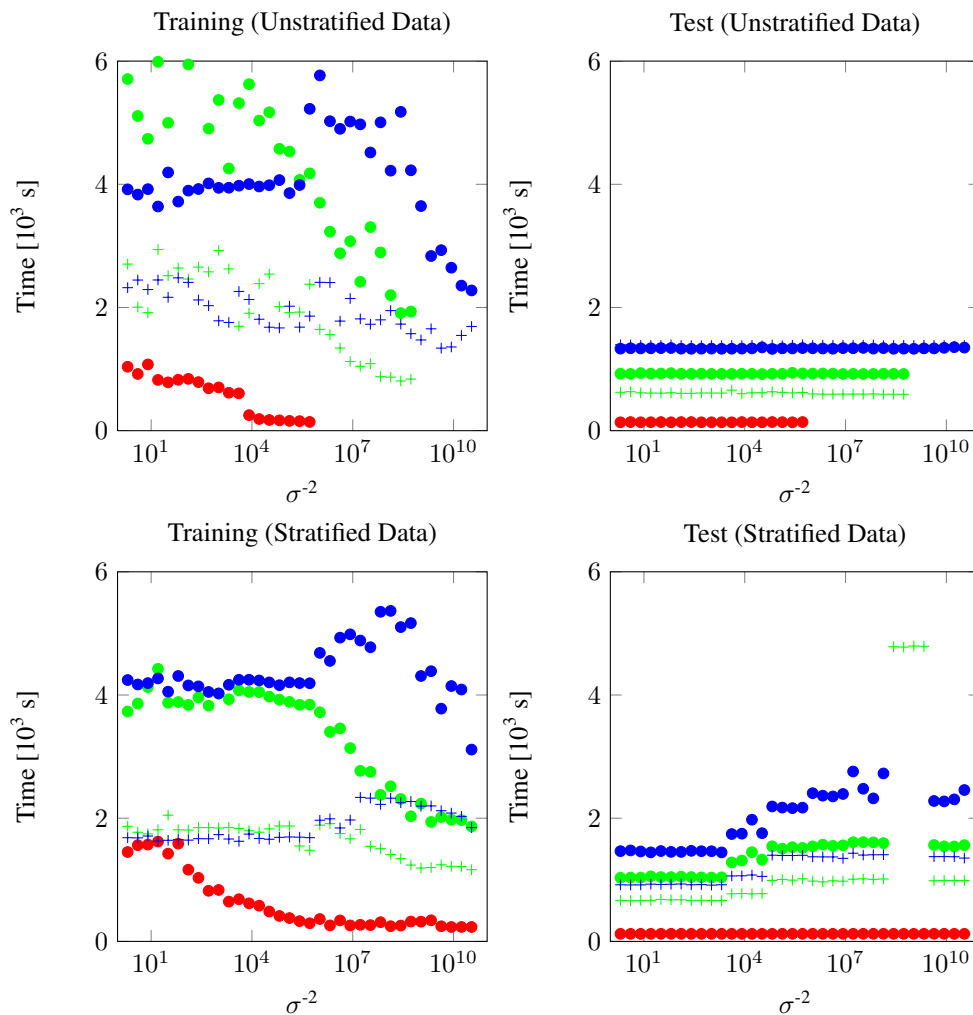 Training (Unstratified Data)
Test (Unstratified Data)
Time [10³ s]
6
4
2
0
10¹
10⁴
10⁷
10¹⁰
σ⁻²
Time [10³ s]
6
4
2
0
10¹
10⁴
10⁷
10¹⁰
σ⁻²
Training (Stratified Data)
Test (Stratified Data)
Time [10³ s]
6
4
2
0
10¹
10⁴
10⁷
10¹⁰
σ⁻²
Time [10³ s]
6
4
2
0
10¹
10⁴
10⁷
10¹⁰
σ⁻²